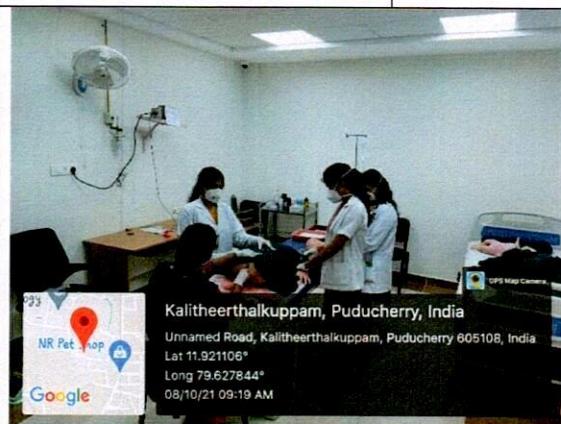 GPS Map Camera
ogy
NR Pet Shop
Google
Kalitheerthalkuppam, Puducherry, India
Unnamed Road, Kalitheerthalkuppam, Puducherry 605108, India
Lat 11.921106°
Long 79.627844°
08/10/21 09:19 AM